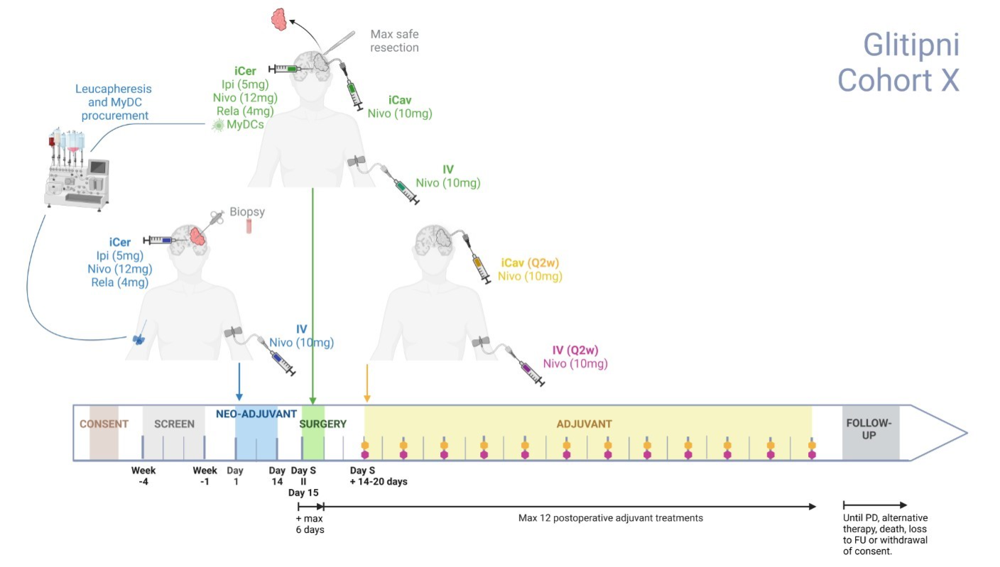 Glitipni
Cohort X
Max safe
resection
iCer
Ipi (5mg)
Nivo (12mg)
Rela (4mg)
MyDCs
iCav
Nivo (10mg)
Leucapheresis
and MyDC
procurement
IV
Nivo (10mg)
Biopsy
iCer
Ipi (5mg)
Nivo (12mg)
Rela (4mg)
IV
Nivo (10mg)
iCav (Q2w)
Nivo (10mg)
IV (Q2w)
Nivo (10mg)
CONSENT
SCREEN
NEO-ADJUVANT
SURGERY
ADJUVANT
FOLLOW-
UP
Week
-4
Week
-1
Day
1
Day
14
Day S
II
Day 15
Day S
+ 14-20 days
+ max
6 days
Max 12 postoperative adjuvant treatments
Until PD, alternative
therapy, death, loss
to FU or withdrawal
of consent.